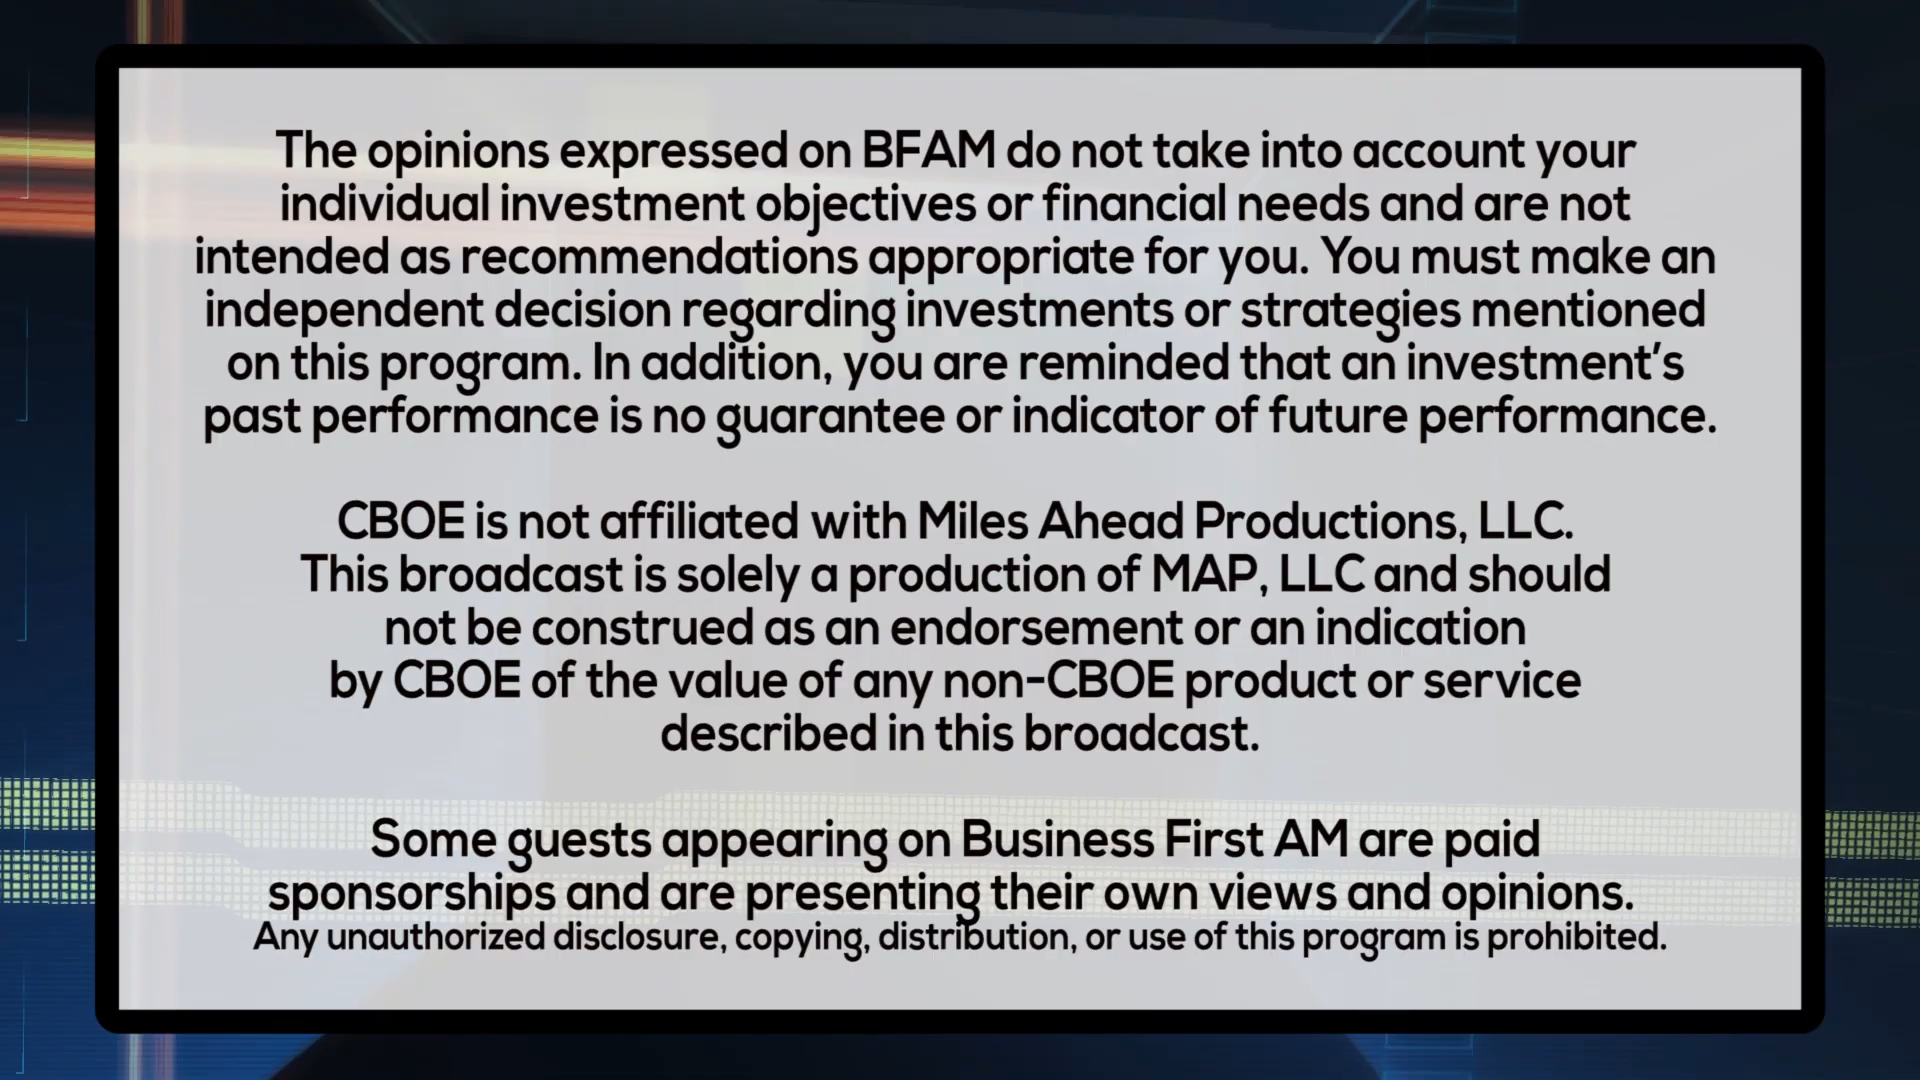 The opinions expressed on BFAM do not take into account your
individual investment objectives or financial needs and are not
intended as recommendations appropriate for you. You must make an
independent decision regarding investments or strategies mentioned
on this program. In addition, you are reminded that an investment's
past performance is no guarantee or indicator of future performance.
CBOE is not affiliated with Miles Ahead Productions, LLC.
This broadcast is solely a production of MAP, LLC and should
not be construed as an endorsement or an indication
by CBOE of the value of any non-CBOE product or service
described in this broadcast.
Some guests appearing on Business First AM are paid
sponsorships and are presenting their own views and opinions.
Any unauthorized disclosure, copying, distribution, or use of this program is prohibited.